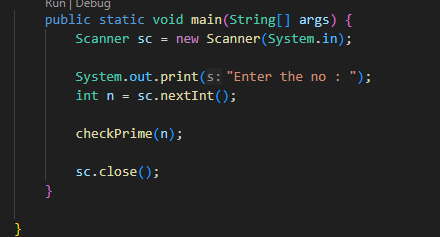 Run | Debug
public static void main(String[] args) {
Scanner sc = new Scanner(System.in);
System.out.print(s:"Enter the no : ");
int n = sc.nextInt();
checkPrime(n);
sc.close();
}
}